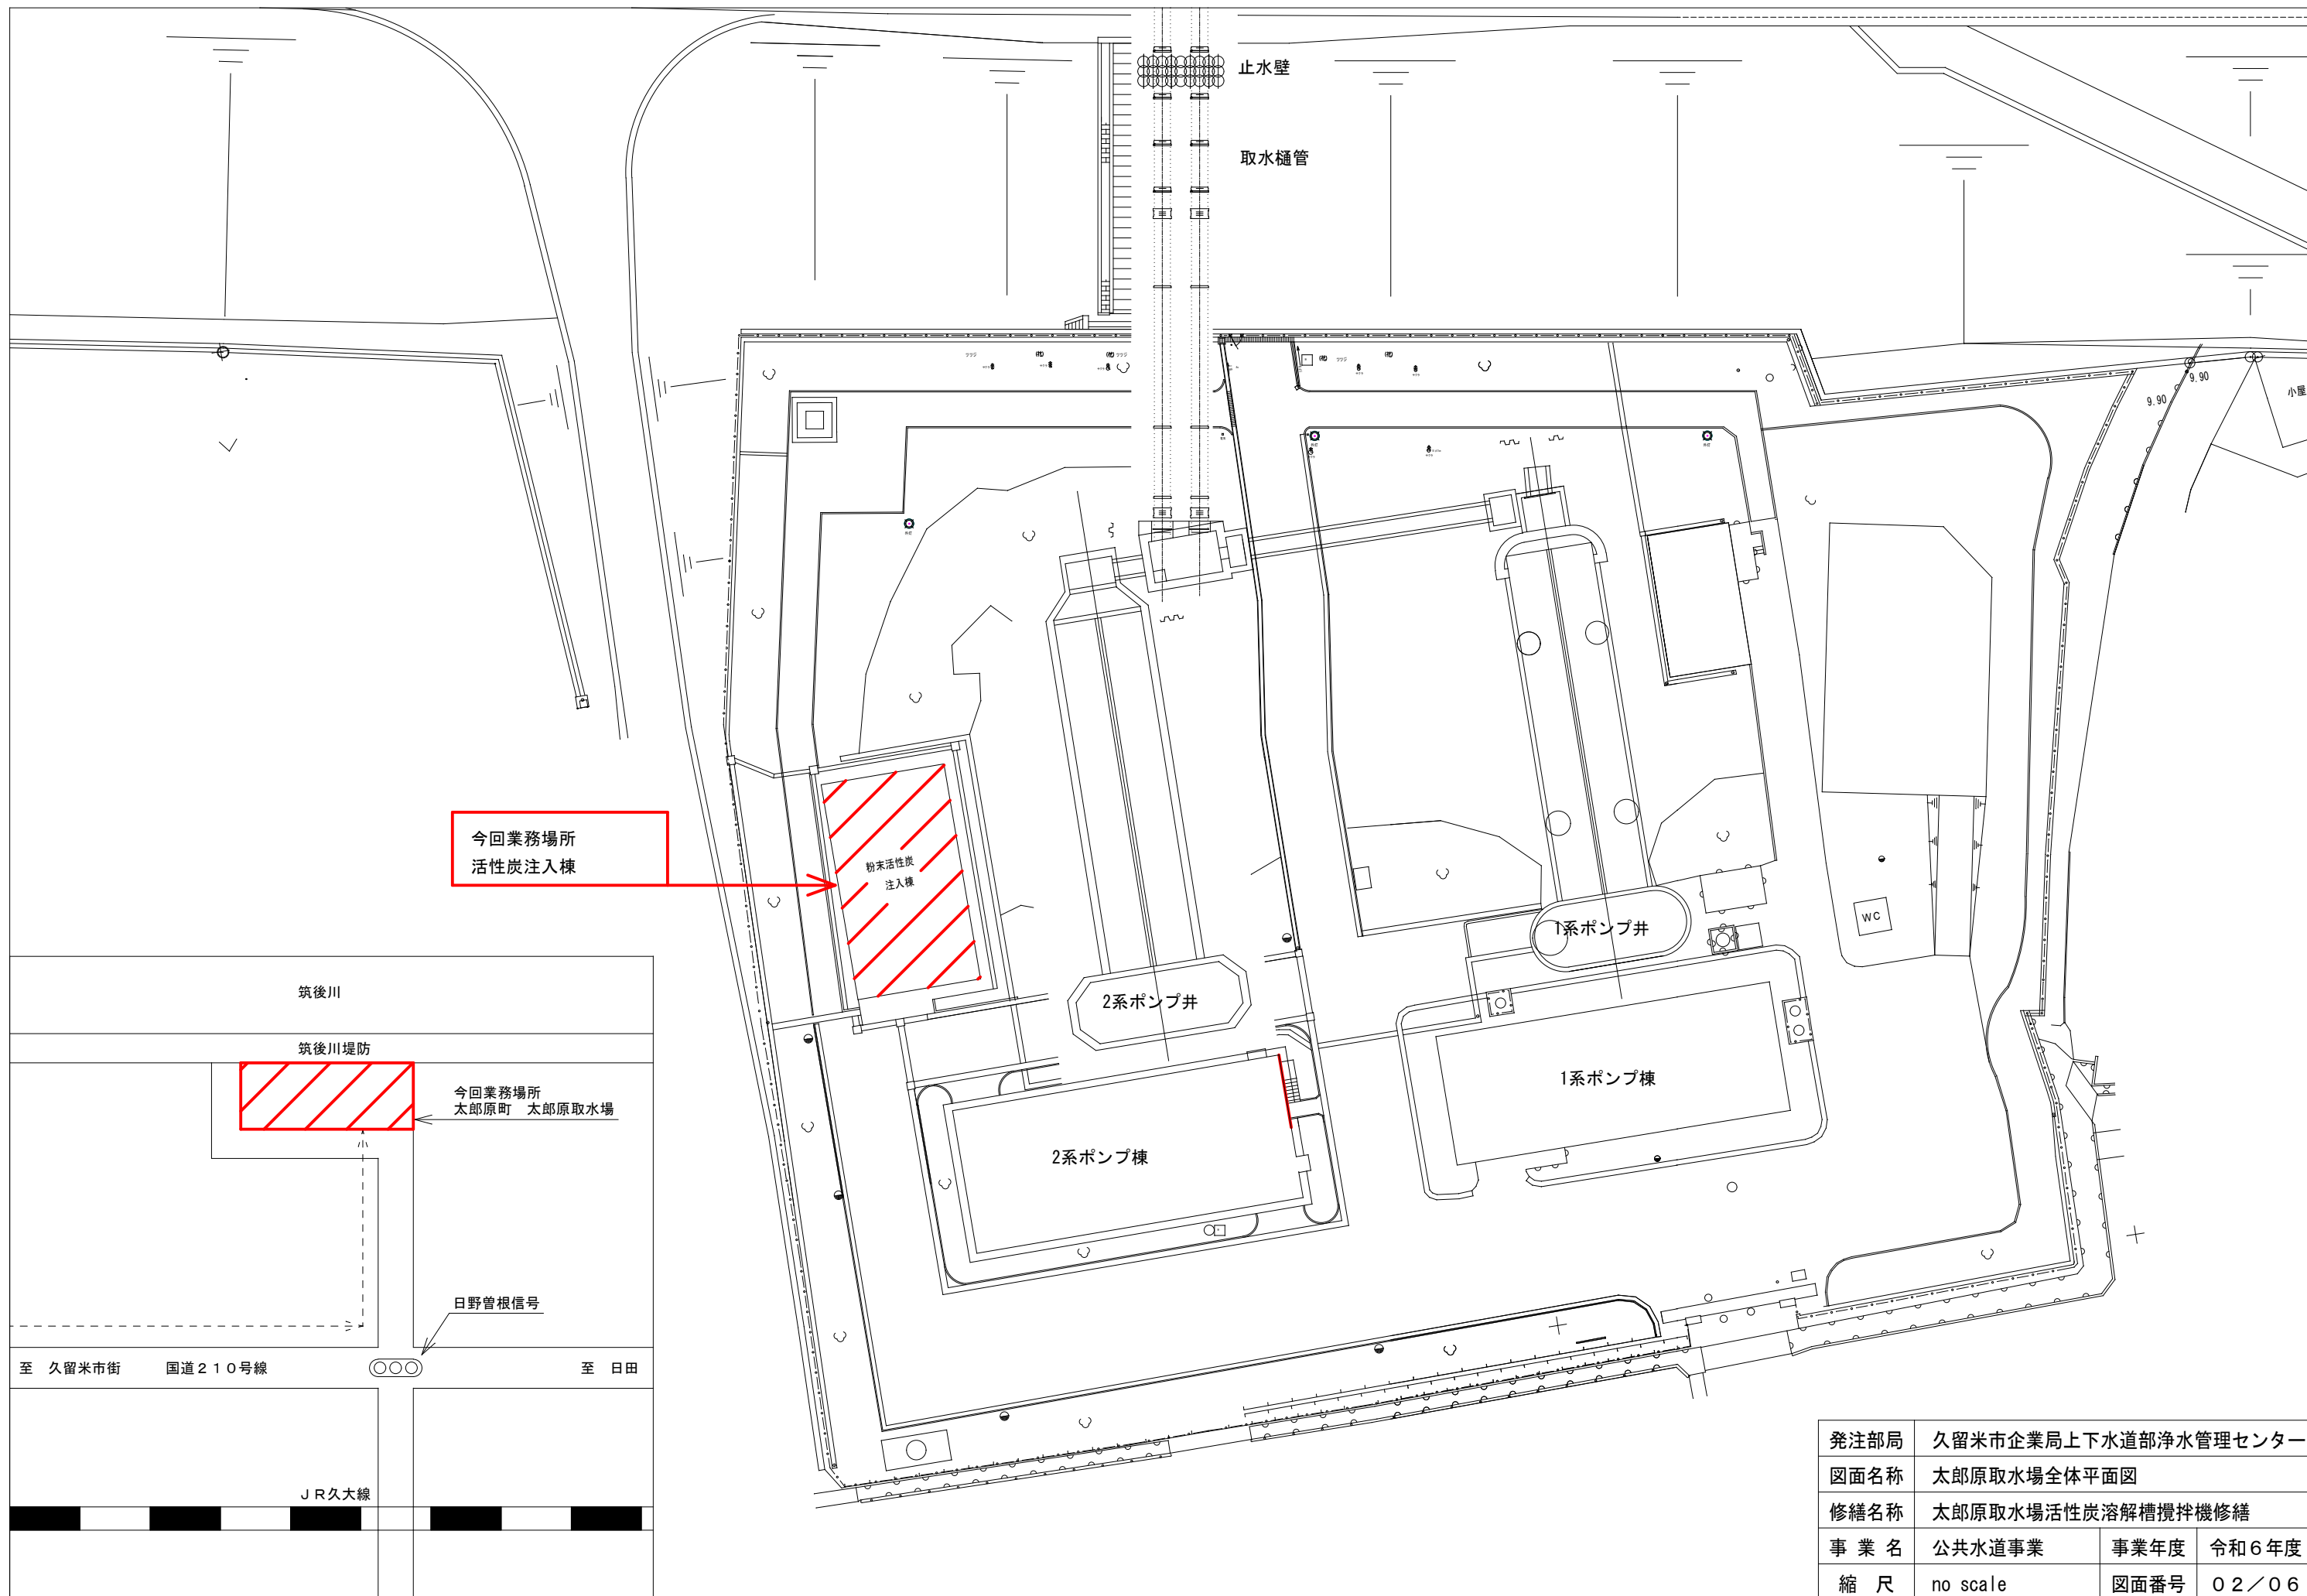 止水壁
取水樋管
小屋
9.90
9.90
今回業務場所
活性炭注入棟
粉末活性炭
注入棟
WC
1系ポンプ井
2系ポンプ井
1系ポンプ棟
2系ポンプ棟
筑後川
筑後川堤防
今回業務場所
太郎原町 太郎原取水場
日野曽根信号
至 久留米市街 国道210号線 至 日田
JR久大線
発注部局 久留米市企業局上下水道部浄水管理センター
図面名称 太郎原取水場全体平面図
修繕名称 太郎原取水場活性炭溶解槽攪拌機修繕
事業名 公共水道事業 事業年度 令和6年度
縮尺 no scale 図面番号 02/06